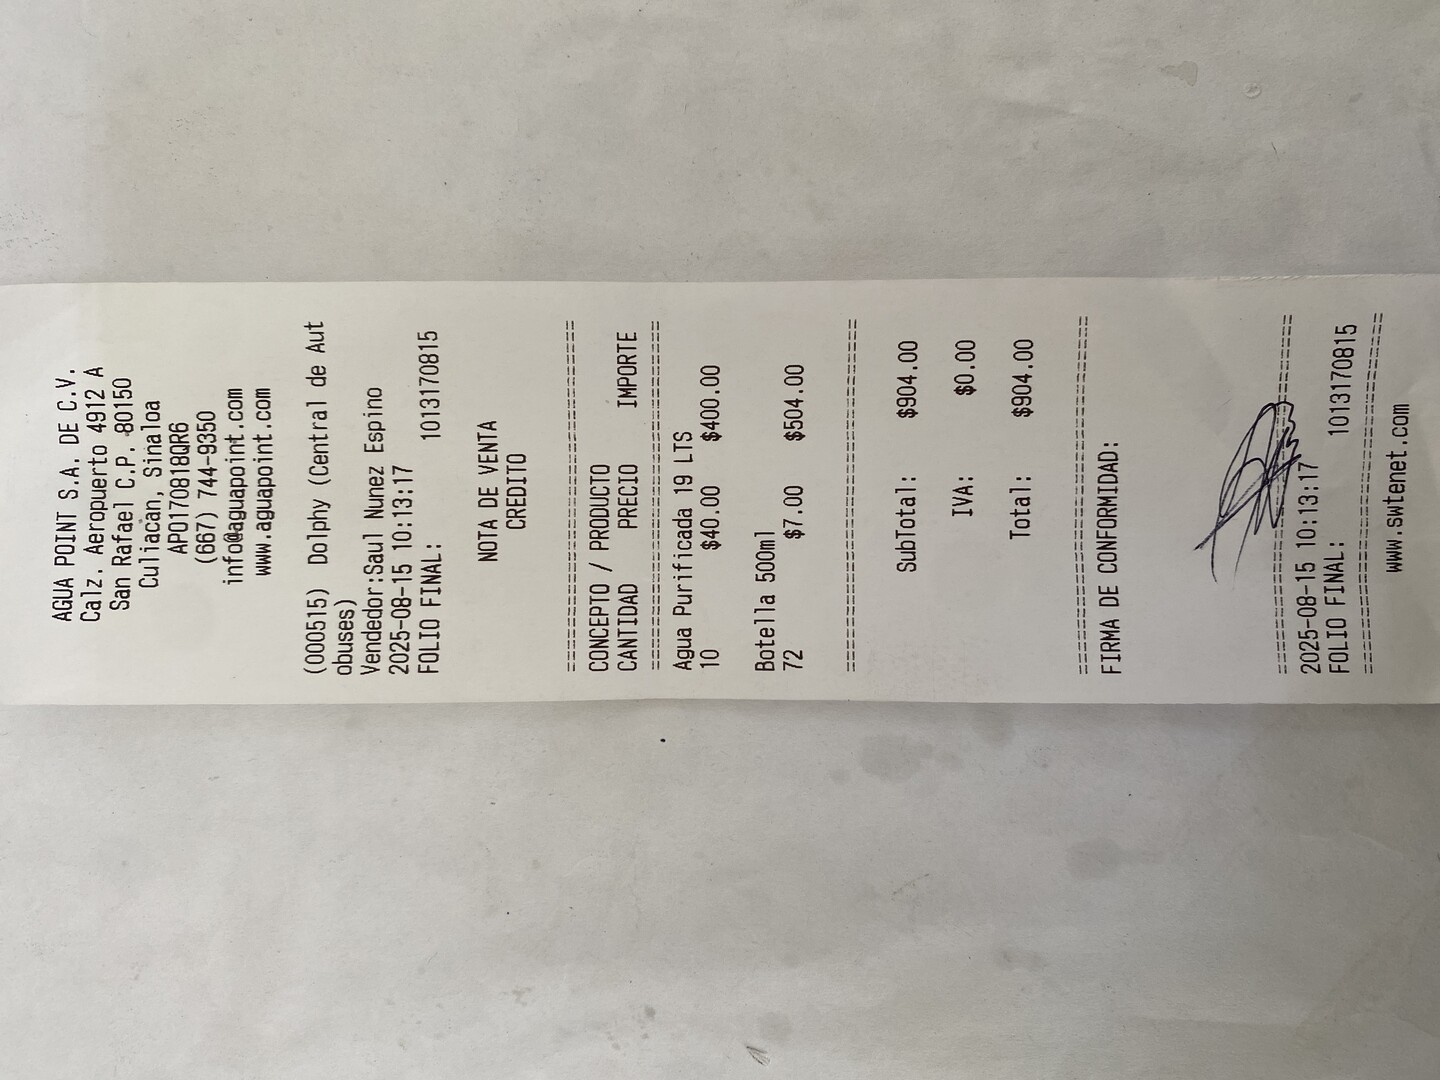 AGUA POINT S.A. DE C.V.
Calz. Aeropuerto 4912 A
San Rafael C.P. 80150
Culiacán, Sinaloa
APO170818QR6
(667) 744-9350
info@aguapoint.com
www.aguapoint.com
(000515) Dolphy (Central de Aut
obuses)
Vendedor:Saul Nunez Espino
2025-08-15 10:13:17
FOLIO FINAL: 1013170815
NOTA DE VENTA
CREDITO
==============================
CONCEPTO / PRODUCTO
CANTIDAD PRECIO IMPORTE
==============================
Agua Purificada 19 LTS
10 $40.00 $400.00
Botella 500ml
72 $7.00 $504.00
==============================
SubTotal: $904.00
IVA: $0.00
Total: $904.00
==============================
FIRMA DE CONFORMIDAD:
==============================
2025-08-15 10:13:17
FOLIO FINAL: 1013170815
==============================
www.swtenet.com